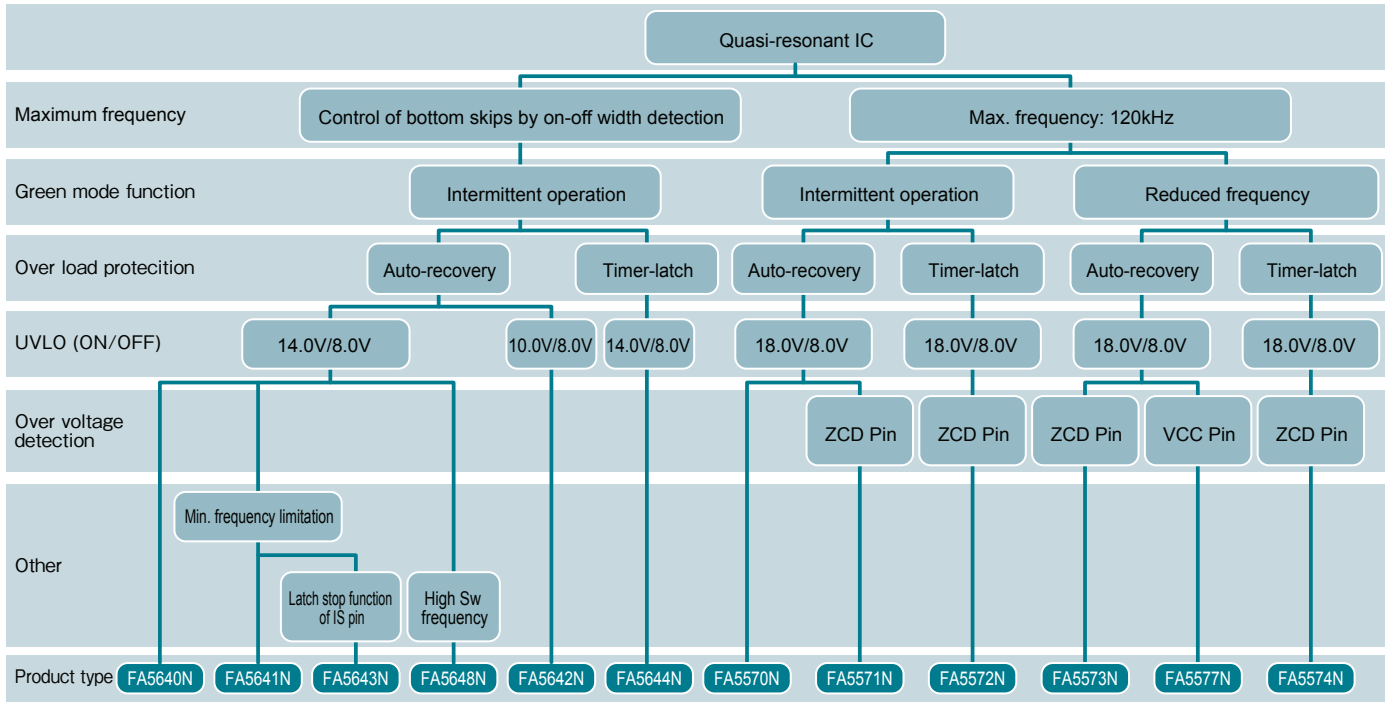 Quasi-resonant IC
Maximum frequency
Control of bottom skips by on-off width detection
Max. frequency: 120kHz
Green mode function
Intermittent operation
Intermittent operation
Reduced frequency
Over load protecition
Auto-recovery
Timer-latch
Auto-recovery
Timer-latch
Auto-recovery
Timer-latch
UVLO (ON/OFF)
14.0V/8.0V
10.0V/8.0V
14.0V/8.0V
18.0V/8.0V
18.0V/8.0V
18.0V/8.0V
18.0V/8.0V
Over voltage
detection
ZCD Pin
ZCD Pin
ZCD Pin
VCC Pin
ZCD Pin
Other
Min. frequency limitation
Latch stop function
of IS pin
High Sw
frequency
Product type
FA5640N
FA5641N
FA5643N
FA5648N
FA5642N
FA5644N
FA5570N
FA5571N
FA5572N
FA5573N
FA5577N
FA5574N